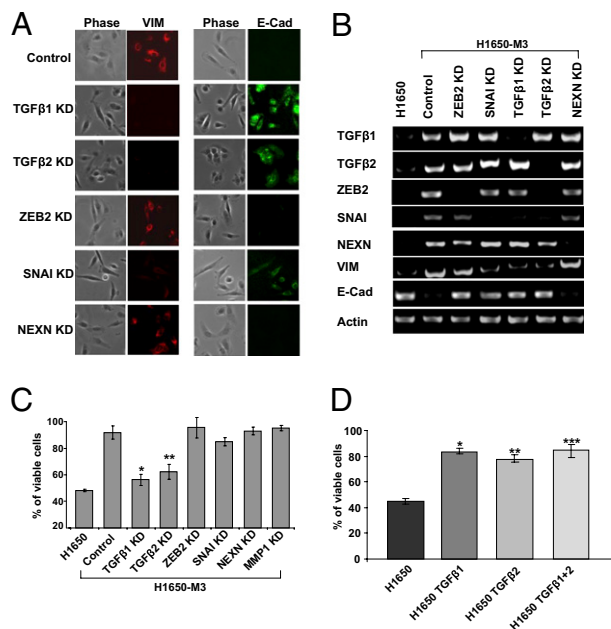 A
Phase VIM Phase E-Cad
Control
TGFβ1 KD
TGFβ2 KD
ZEB2 KD
SNAI KD
NEXN KD
B
H1650-M3
H1650
Control
ZEB2 KD
SNAI KD
TGFβ1 KD
TGFβ2 KD
NEXN KD
TGFβ1
TGFβ2
ZEB2
SNAI
NEXN
VIM
E-Cad
Actin
C
% of viable cells
100
80
60
40
20
* **
H1650
Control
TGFβ1 KD
TGFβ2 KD
ZEB2 KD
SNAI KD
NEXN KD
MMP1 KD
H1650-M3
D
% of viable cells
100
80
60
40
20
0
* ** ***
H1650
H1650 TGFβ1
H1650 TGFβ2
H1650 TGFβ1+2